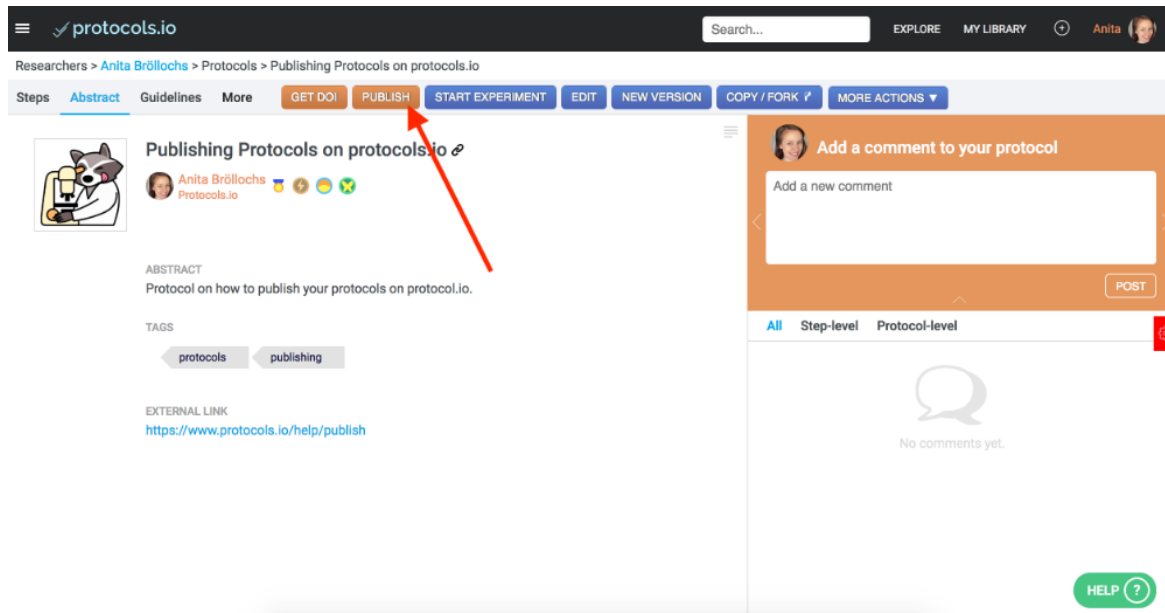 protocols.io
Search...
EXPLORE
MY LIBRARY
Anita
Researchers > Anita Bröllochs > Protocols > Publishing Protocols on protocols.io
Steps
Abstract
Guidelines
More
GET DOI
PUBLISH
START EXPERIMENT
EDIT
NEW VERSION
COPY / FORK
MORE ACTIONS ▼
Publishing Protocols on protocols.io
Anita Bröllochs
Protocols.io
ABSTRACT
Protocol on how to publish your protocols on protocol.io.
TAGS
protocols
publishing
EXTERNAL LINK
https://www.protocols.io/help/publish
Add a comment to your protocol
Add a new comment
POST
All
Step-level
Protocol-level
No comments yet.
HELP ?